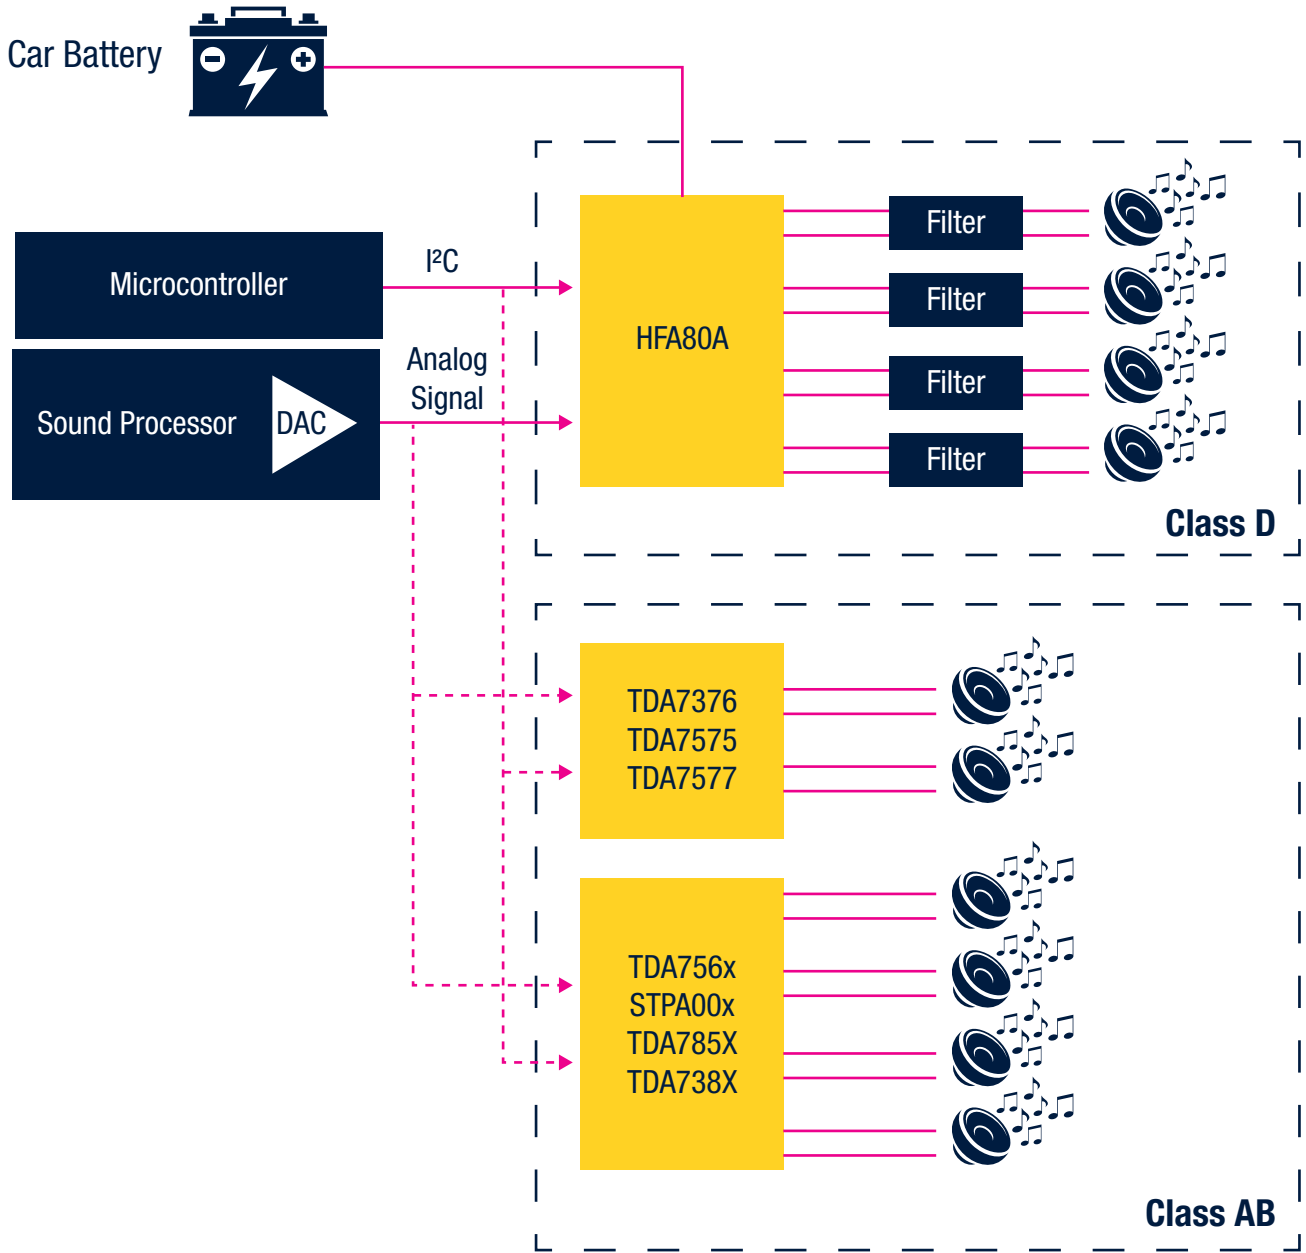 Car Battery
Microcontroller
I²C
Sound Processor
DAC
Analog
Signal
HFA80A
Filter
Filter
Filter
Filter
Class D
TDA7376
TDA7575
TDA7577
TDA756x
STPA00x
TDA785X
TDA738X
Class AB